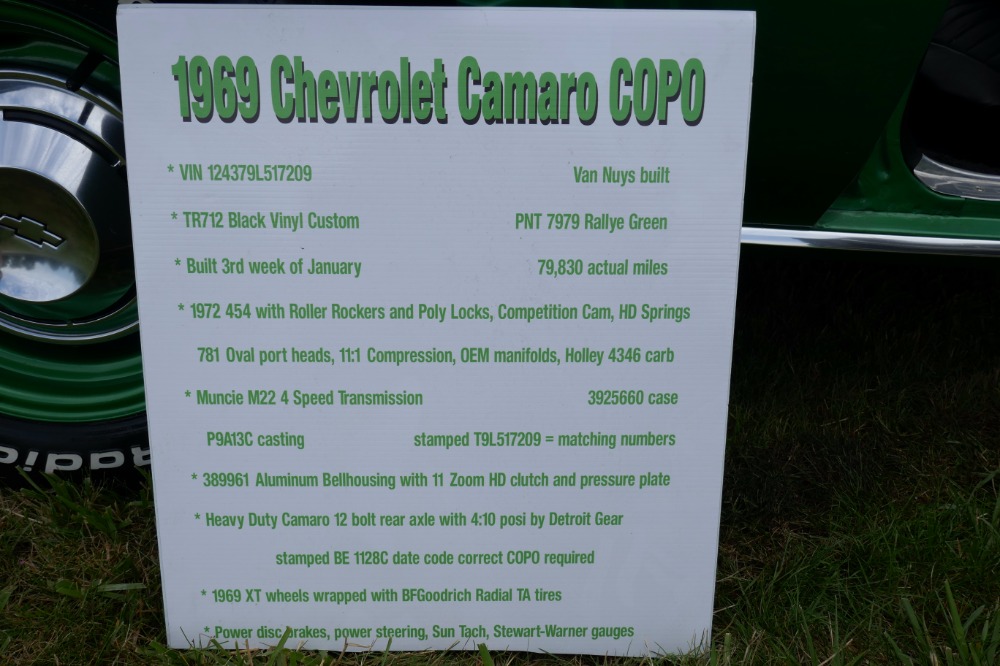 1969 Chevrolet Camaro COPO
* VIN 124379L517209 Van Nuys built
* TR712 Black Vinyl Custom PNT 7979 Rallye Green
* Built 3rd week of January 79,830 actual miles
* 1972 454 with Roller Rockers and Poly Locks, Competition Cam, HD Springs
781 Oval port heads, 11:1 Compression, OEM manifolds, Holley 4346 carb
* Muncie M22 4 Speed Transmission 3925660 case
P9A13C casting stamped T9L517209 = matching numbers
* 389961 Aluminum Bellhousing with 11 Zoom HD clutch and pressure plate
* Heavy Duty Camaro 12 bolt rear axle with 4:10 posi by Detroit Gear
stamped BE 1128C date code correct COPO required
* 1969 XT wheels wrapped with BFGoodrich Radial TA tires
* Power disc brakes, power steering, Sun Tach, Stewart-Warner gauges
Radia